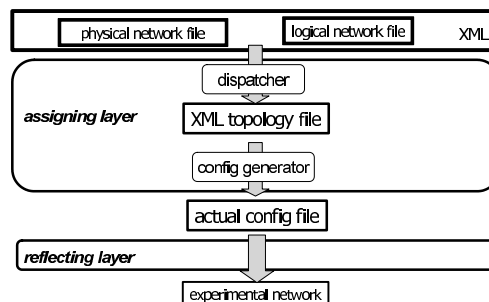 physical network file
logical network file
XML
dispatcher
assigning layer
XML topology file
config generator
actual config file
reflecting layer
experimental network